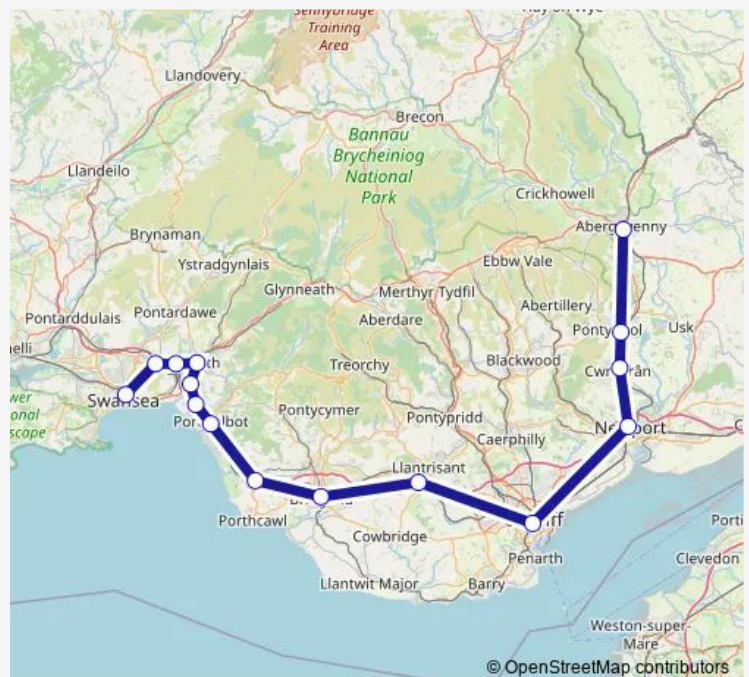 Sennybridge
Training
Area
Llandovery
Brecon
Bannau
Brycheiniog
National
Park
Llandeilo
Crickhowell
Brynaman
Ystradgynlais
Ebbw Vale
Glynneath
Merthyr Tydfil
Pontarddulais
Pontardawe
Aberdare
Abertillery
Usk
Treorchy
Blackwood
Swansea
Pontycymer
Pontypridd
Caerphilly
Llantrisant
Porthcawl
Cowbridge
Penarth
Clevedon
Llantwit Major
Barry
Weston-super-
Mare
© OpenStreetMap contributors